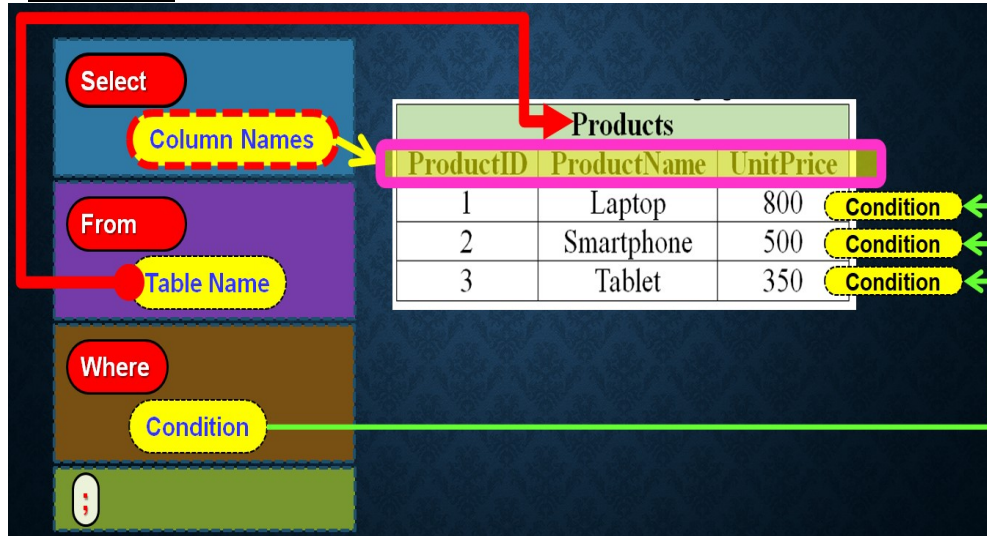 Select
Column Names
From
Table Name
Where
Condition
;
Products
ProductID ProductName UnitPrice
1 Laptop 800 Condition
2 Smartphone 500 Condition
3 Tablet 350 Condition